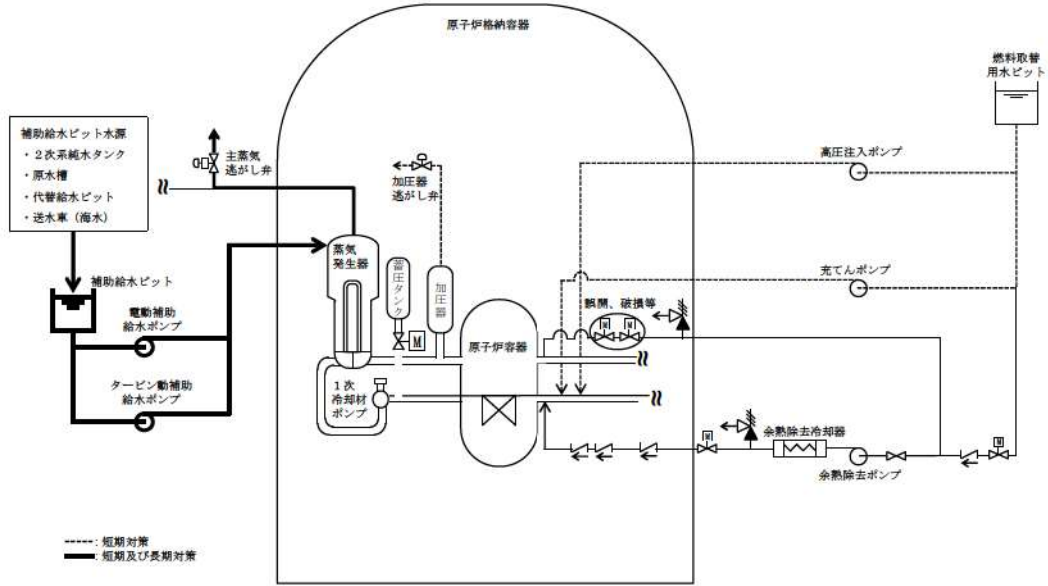 原子炉格納容器
燃料取替
用水ピット
補助給水ピット水源
・２次系純水タンク
・原水槽
・代替給水ピット
・送水車（海水）
主蒸気
逃がし弁
加圧器
逃がし弁
高圧注入ポンプ
蒸気
発生器
蓄圧タンク
加圧器
充てんポンプ
補助給水ピット
誤開、破損等
M
M
電動補助
給水ポンプ
M
原子炉容器
タービン動補助
給水ポンプ
１次
冷却材
ポンプ
M
余熱除去冷却器
M
余熱除去ポンプ
-----: 短期対策
━━: 短期及び長期対策